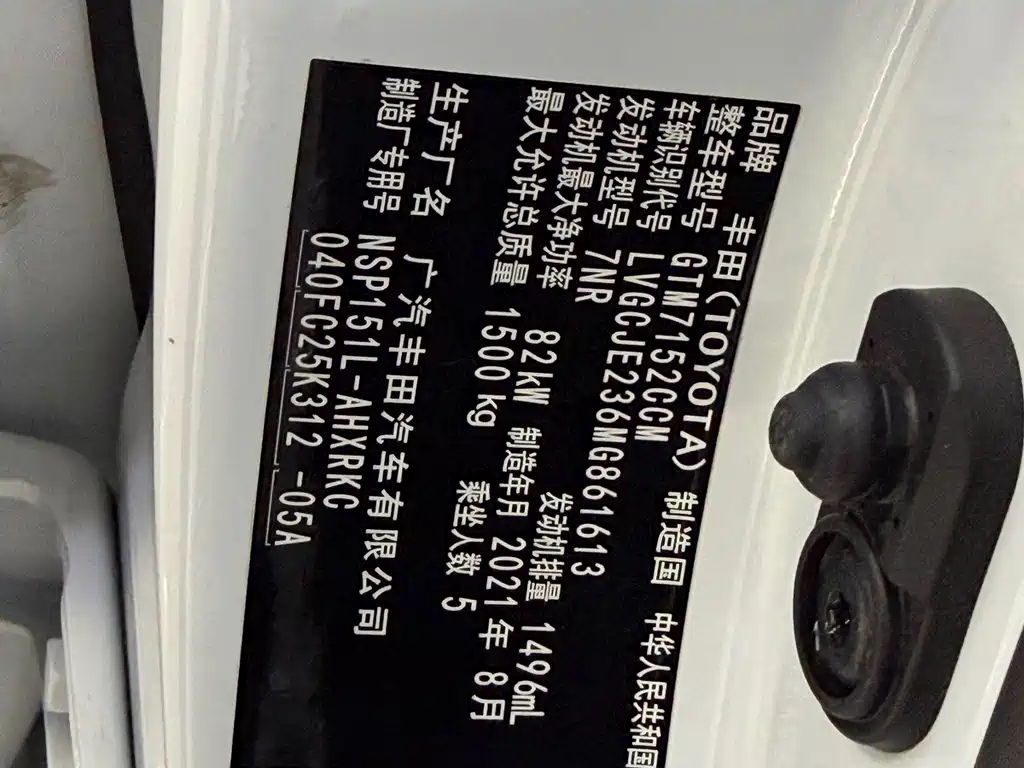 品牌 丰田(TOYOTA) 制造国 中华人民共和国
整车型号 GTM7152CCM
车辆识别代号 LVGCJE236MG861613
发动机型号 7NR 发动机排量 1496mL
发动机最大净功率 82kW 制造年月 2021年 8月
最大允许总质量 1500 kg 乘坐人数 5
生产厂名 广汽丰田汽车有限公司
制造厂专用号 NSP151L-AHXRKC
040FG25K312 -05A